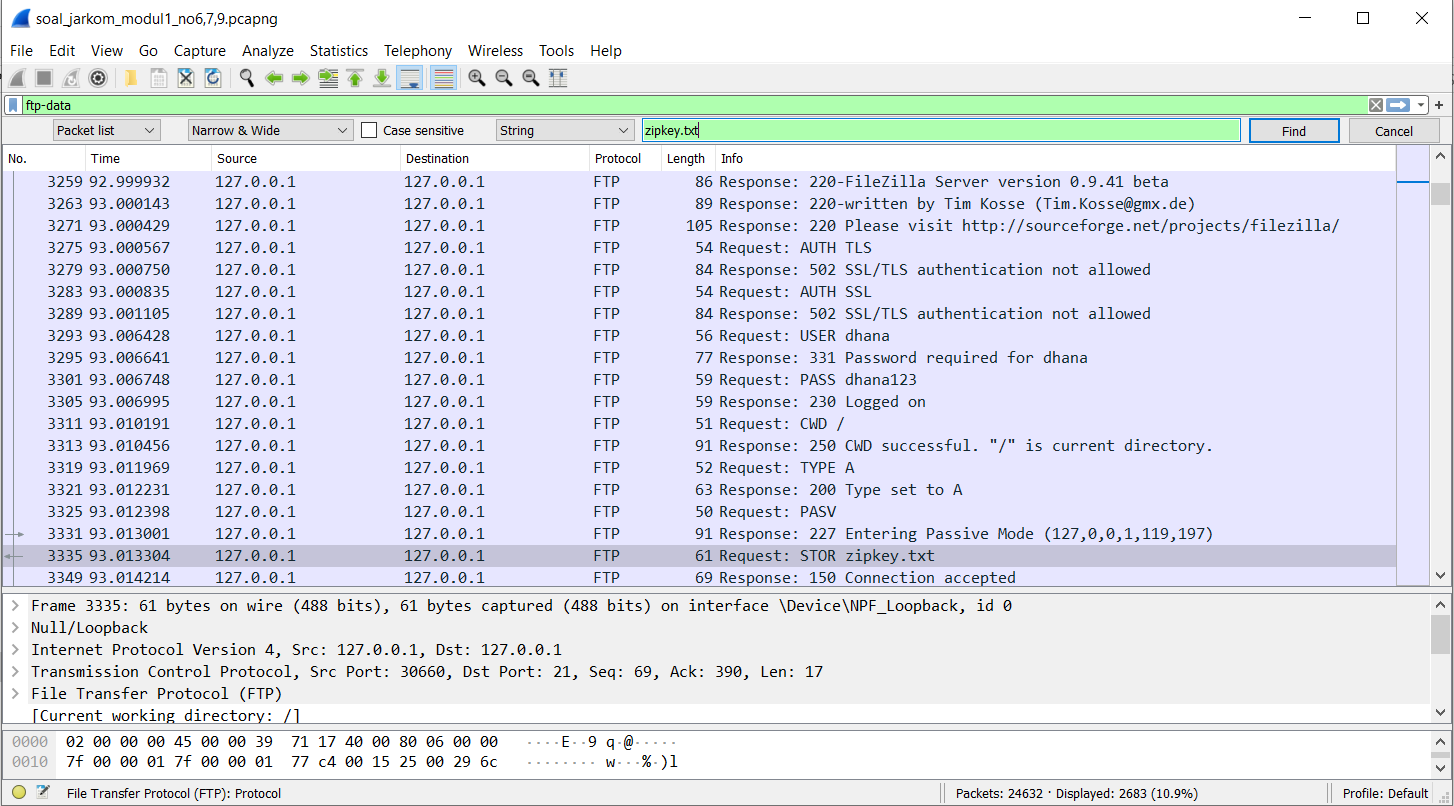 soal_jarkom_modul1_no6,7,9.pcapng
File Edit View Go Capture Analyze Statistics Telephony Wireless Tools Help
ftp-data
Packet list Narrow & Wide Case sensitive String zipkey.txt Find Cancel
No. Time Source Destination Protocol Length Info
3259 92.999932 127.0.0.1 127.0.0.1 FTP 86 Response: 220-FileZilla Server version 0.9.41 beta
3263 93.000143 127.0.0.1 127.0.0.1 FTP 89 Response: 220-written by Tim Kosse (Tim.Kosse@gmx.de)
3271 93.000429 127.0.0.1 127.0.0.1 FTP 105 Response: 220 Please visit http://sourceforge.net/projects/filezilla/
3275 93.000567 127.0.0.1 127.0.0.1 FTP 54 Request: AUTH TLS
3279 93.000750 127.0.0.1 127.0.0.1 FTP 84 Response: 502 SSL/TLS authentication not allowed
3283 93.000835 127.0.0.1 127.0.0.1 FTP 54 Request: AUTH SSL
3289 93.001105 127.0.0.1 127.0.0.1 FTP 84 Response: 502 SSL/TLS authentication not allowed
3293 93.006428 127.0.0.1 127.0.0.1 FTP 56 Request: USER dhana
3295 93.006641 127.0.0.1 127.0.0.1 FTP 77 Response: 331 Password required for dhana
3301 93.006748 127.0.0.1 127.0.0.1 FTP 59 Request: PASS dhana123
3305 93.006995 127.0.0.1 127.0.0.1 FTP 59 Response: 230 Logged on
3311 93.010191 127.0.0.1 127.0.0.1 FTP 51 Request: CWD /
3313 93.010456 127.0.0.1 127.0.0.1 FTP 91 Response: 250 CWD successful. "/" is current directory.
3319 93.011969 127.0.0.1 127.0.0.1 FTP 52 Request: TYPE A
3321 93.012231 127.0.0.1 127.0.0.1 FTP 63 Response: 200 Type set to A
3325 93.012398 127.0.0.1 127.0.0.1 FTP 50 Request: PASV
3331 93.013001 127.0.0.1 127.0.0.1 FTP 91 Response: 227 Entering Passive Mode (127,0,0,1,119,197)
3335 93.013304 127.0.0.1 127.0.0.1 FTP 61 Request: STOR zipkey.txt
3349 93.014214 127.0.0.1 127.0.0.1 FTP 69 Response: 150 Connection accepted
Frame 3335: 61 bytes on wire (488 bits), 61 bytes captured (488 bits) on interface \Device\NPF_Loopback, id 0
Null/Loopback
Internet Protocol Version 4, Src: 127.0.0.1, Dst: 127.0.0.1
Transmission Control Protocol, Src Port: 30660, Dst Port: 21, Seq: 69, Ack: 390, Len: 17
File Transfer Protocol (FTP)
[Current working directory: /]
0000 02 00 00 00 45 00 00 39 71 17 40 00 80 06 00 00 ····E··9 q·@·····
0010 7f 00 00 01 7f 00 00 01 77 c4 00 15 25 00 29 6c ········ w···%·)l
File Transfer Protocol (FTP): Protocol Packets: 24632 · Displayed: 2683 (10.9%) Profile: Default